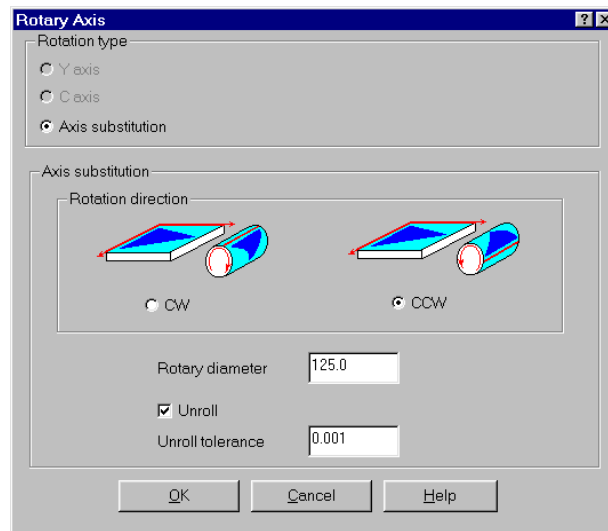 Rotary Axis
Rotation type
Y axis
C axis
Axis substitution
Axis substitution
Rotation direction
CW
CCW
Rotary diameter
125.0
Unroll
Unroll tolerance
0.001
OK
Cancel
Help